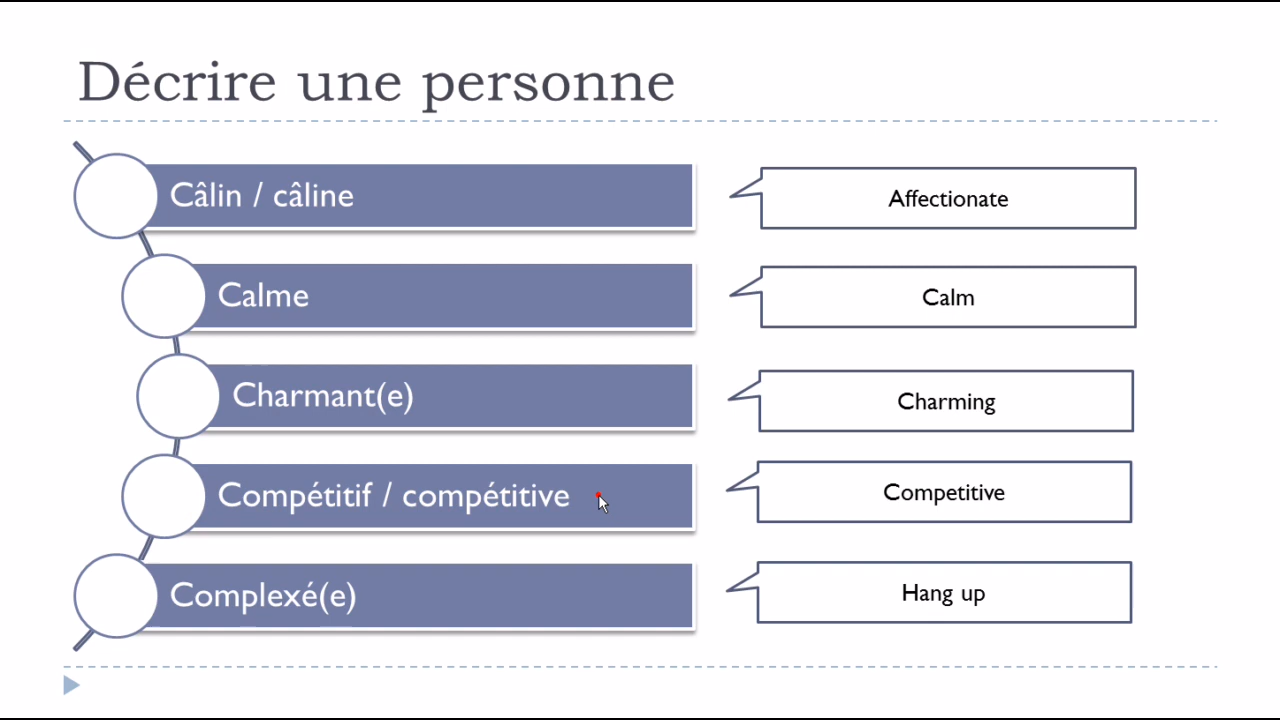 Décrire une personne
Câlin / câline
Affectionate
Calme
Calm
Charmant(e)
Charming
Compétitif / compétitive
Competitive
Complexé(e)
Hang up